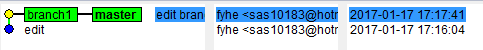 branch1 master edit bran fyhe <sas10183@hotr 2017-01-17 17:17:41
edit fyhe <sas10183@hotr 2017-01-17 17:16:04